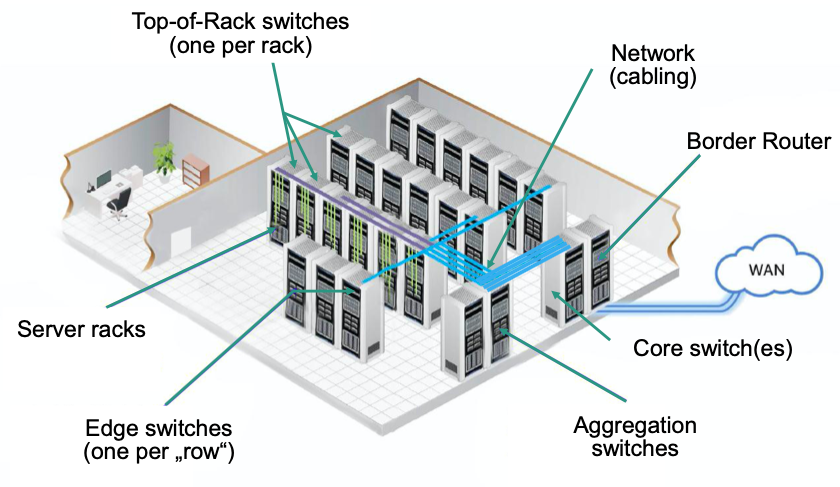 Top-of-Rack switches
(one per rack)
Network
(cabling)
Border Router
WAN
Server racks
Core switch(es)
Edge switches
(one per „row“)
Aggregation
switches